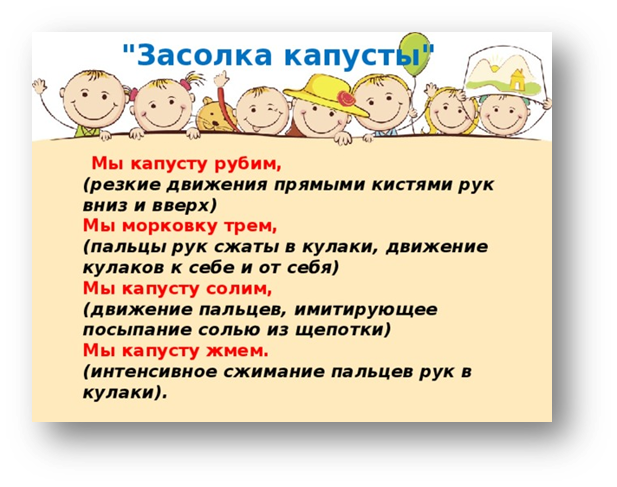 "Засолка капусты"
Мы капусту рубим,
(резкие движения прямыми кистями рук
вниз и вверх)
Мы морковку трем,
(пальцы рук сжаты в кулаки, движение
кулаков к себе и от себя)
Мы капусту солим,
(движение пальцев, имитирующее
посыпание солью из щепотки)
Мы капусту жмем.
(интенсивное сжимание пальцев рук в
кулаки).